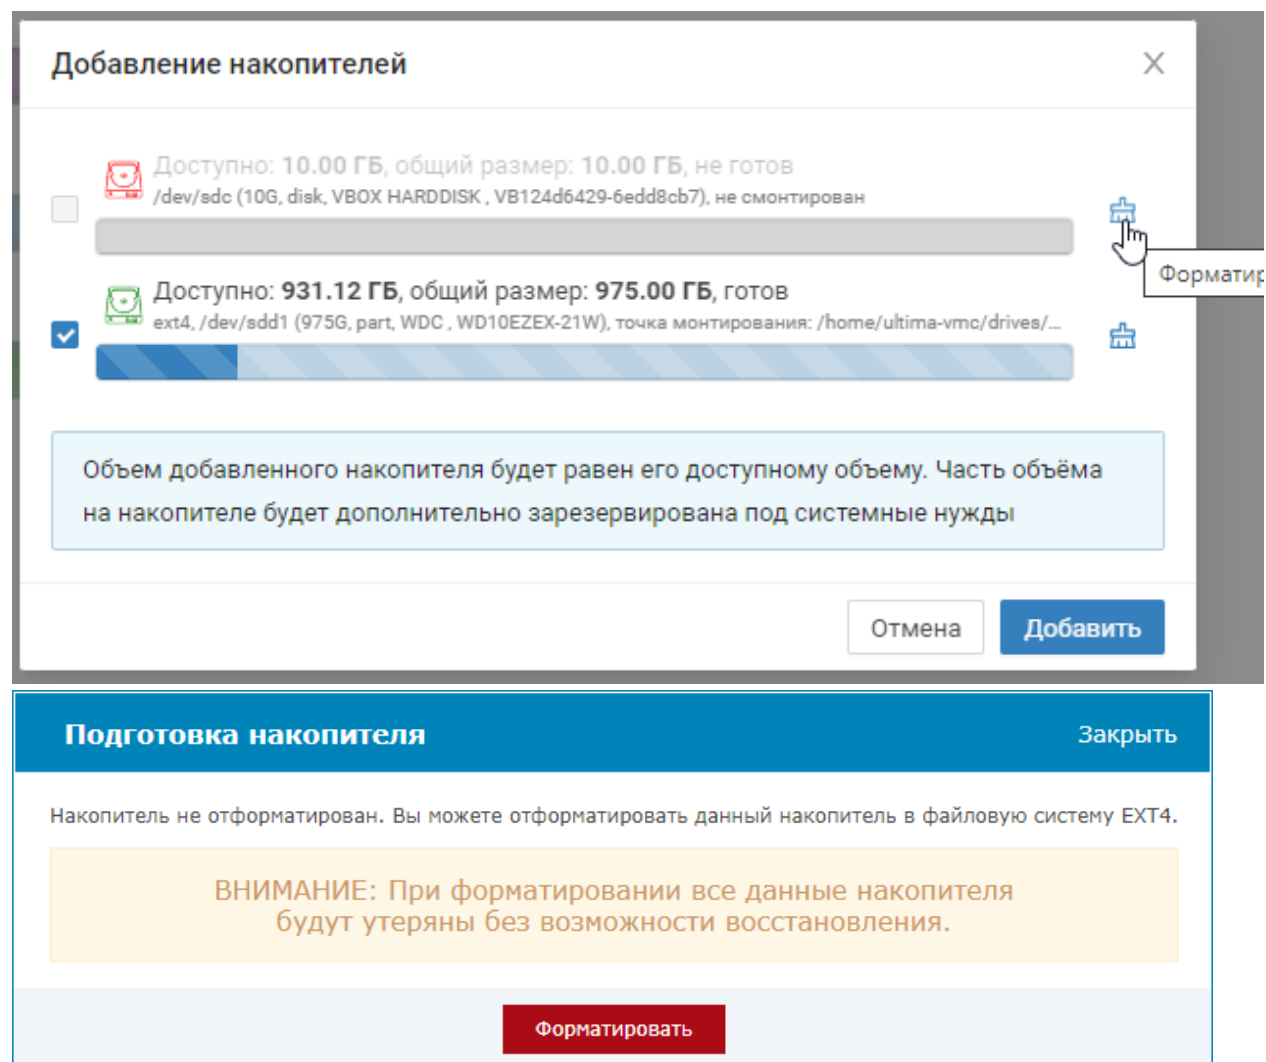 Добавление накопителей
Доступно: 10.00 ГБ, общий размер: 10.00 ГБ, не готов
/dev/sdc (10G, disk, VBOX HARDDISK , VB124d6429-6edd8cb7), не смонтирован
Форматир
Доступно: 931.12 ГБ, общий размер: 975.00 ГБ, готов
ext4, /dev/sdd1 (975G, part, WDC , WD10EZEX-21W), точка монтирования: /home/ultima-vmc/drives/...
Объем добавленного накопителя будет равен его доступному объему. Часть объёма
на накопителе будет дополнительно зарезервирована под системные нужды
Отмена
Добавить
Подготовка накопителя
Закрыть
Накопитель не отформатирован. Вы можете отформатировать данный накопитель в файловую систему EXT4.
ВНИМАНИЕ: При форматировании все данные накопителя
будут утеряны без возможности восстановления.
Форматировать